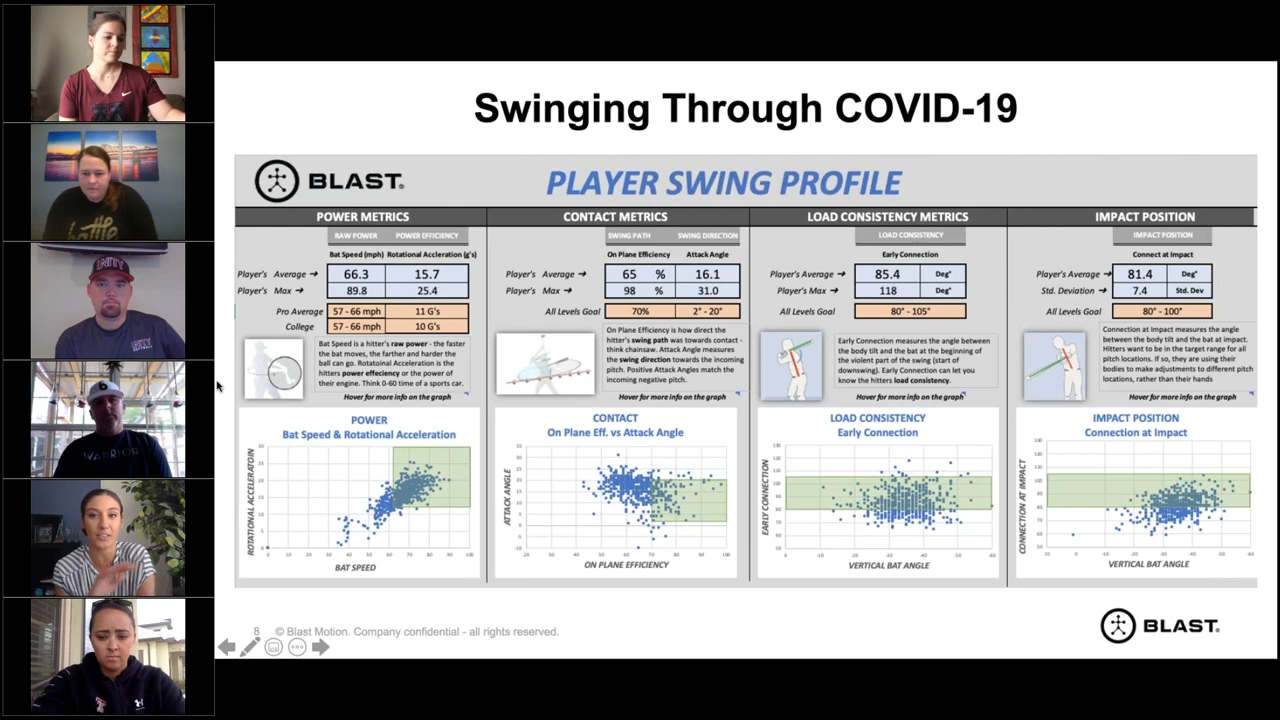 Swinging Through COVID-19
BLAST®
PLAYER SWING PROFILE
POWER METRICS
RAW POWER POWER EFFICIENCY
Bat Speed (mph) Rotational Accleration (g's)
Player's Average → 66.3 15.7
Player's Max → 89.8 25.4
Pro Average 57 - 66 mph 11 G's
College 57 - 66 mph 10 G's
Bat Speed is a hitter's raw power - the faster
the bat moves, the farther and harder the
ball can go. Rotational Acceleration is the
hitters power effeciency or the power of
their engine. Think 0-60 time of a sports car.
Hover for more info on the graph
POWER
Bat Speed & Rotational Acceleration
ROTATIONAL ACCELERATOIN
BAT SPEED
CONTACT METRICS
SWING PATH SWING DIRECTION
On Plane Efficiency Attack Angle
Player's Average → 65 % 16.1
Player's Max → 98 % 31.0
All Levels Goal 70% 2° - 20°
On Plane Efficiency is how direct the
hitter's swing path was towards contact -
think chainsaw. Attack Angle measures
the swing direction towards the incoming
pitch. Positive Attack Angles match the
incoming negative pitch.
Hover for more info on the graph
CONTACT
On Plane Eff. vs Attack Angle
ATTACK ANGLE
ON PLANE EFFICIENCY
LOAD CONSISTENCY METRICS
LOAD CONSISTENCY
Early Connection
Player's Average → 85.4 Deg°
Player's Max → 118 Deg°
All Levels Goal 80° - 105°
Early Connection measures the angle
between the body tilt and the bat at the beginning of
the violent part of the swing (start of
downswing). Early Connection can let you
know the hitters load consistency.
Hover for more info on the graph
LOAD CONSISTENCY
Early Connection
EARLY CONNECTION
VERTICAL BAT ANGLE
IMPACT POSITION
IMPACT POSITION
Connect at Impact
Player's Average → 81.4 Deg°
Std. Deviation → 7.4 Std. Dev
All Levels Goal 80° - 100°
Connection at Impact measures the angle
between the body tilt and the bat at impact.
Hitters want to be in the target range for all
pitch locations. If so, they are using their
bodies to make adjustments to different pitch
locations, rather than their hands
Hover for more info on the graph
IMPACT POSITION
Connection at Impact
CONNECTION AT IMPACT
VERTICAL BAT ANGLE
8 © Blast Motion. Company confidential - all rights reserved.
BLAST®
WARRIOR